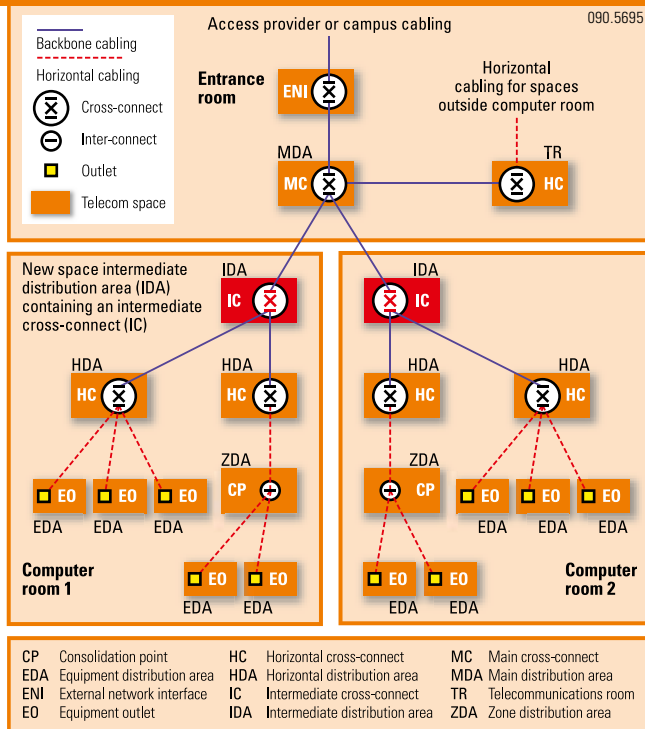 090.5695
Backbone cabling
Horizontal cabling
Cross-connect
Inter-connect
Outlet
Telecom space
Access provider or campus cabling
Entrance
room
ENI
Horizontal
cabling for spaces
outside computer room
MDA
MC
TR
HC
New space intermediate
distribution area (IDA)
containing an intermediate
cross-connect (IC)
IDA
IC
HDA
HC
HDA
HC
ZDA
CP
EO
EO
EO
EDA
EDA
EDA
EO
EO
EDA
EDA
Computer
room 1
IDA
IC
HDA
HC
HDA
HC
ZDA
CP
EO
EO
EO
EDA
EDA
EDA
EO
EO
EDA
EDA
Computer
room 2
CP Consolidation point
EDA Equipment distribution area
ENI External network interface
EO Equipment outlet
HC Horizontal cross-connect
HDA Horizontal distribution area
IC Intermediate cross-connect
IDA Intermediate distribution area
MC Main cross-connect
MDA Main distribution area
TR Telecommunications room
ZDA Zone distribution area